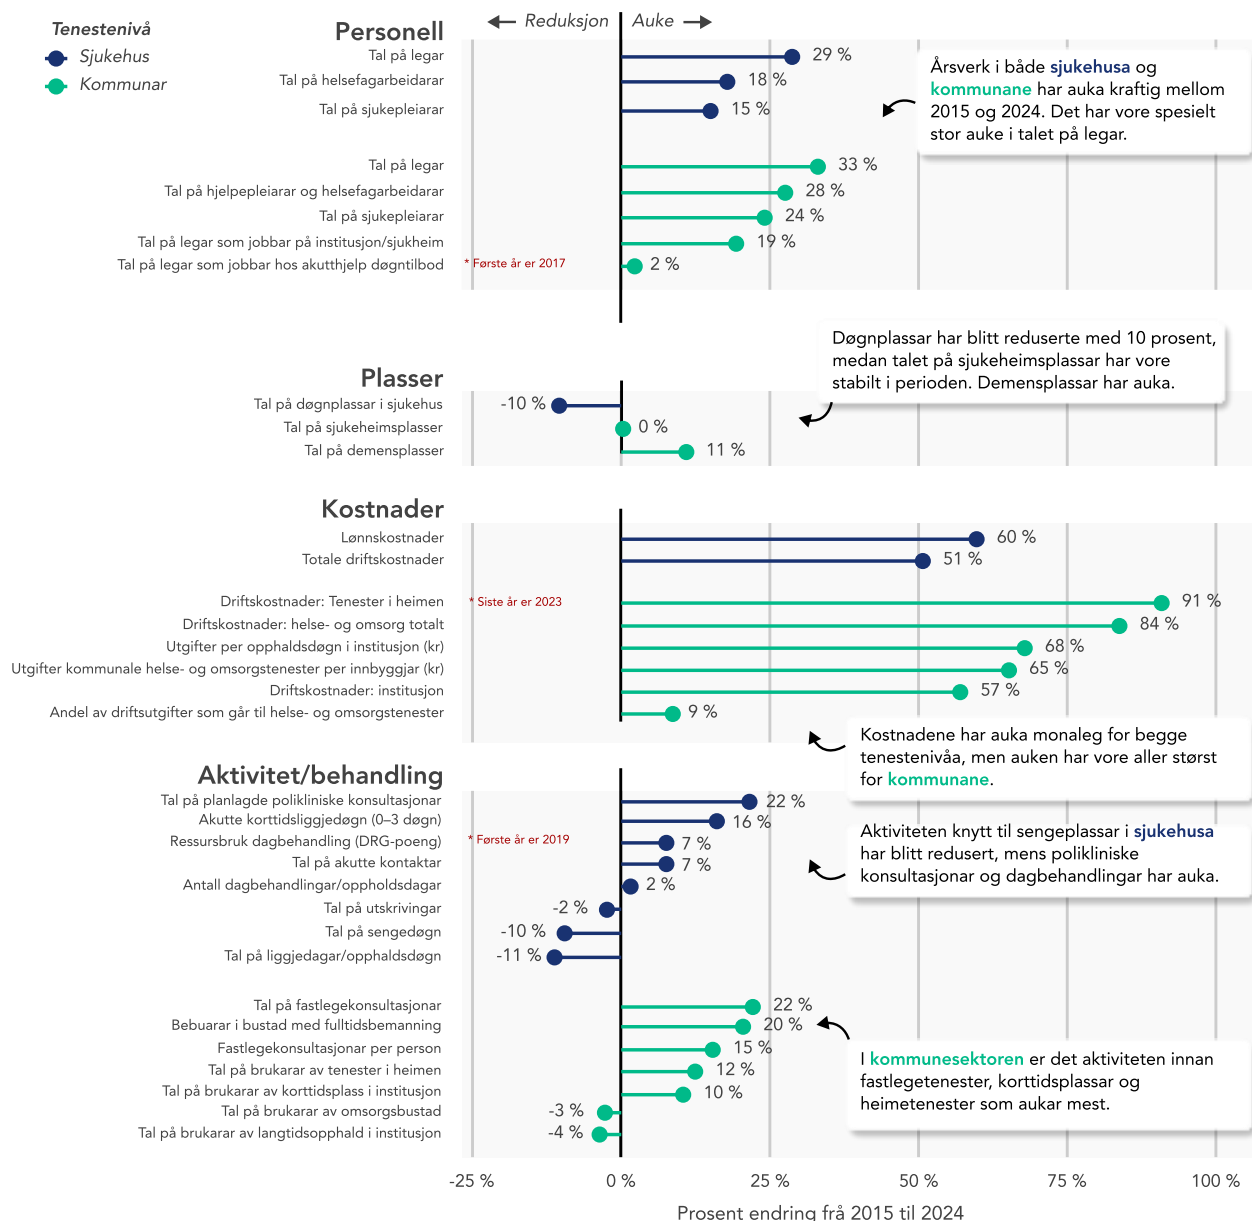 Tenestenivå
Sjukehus
Kommunar
Reduksjon
Auke
Personell
Tal på legar
29 %
Tal på helsefagarbeidarar
18 %
Tal på sjukepleiarar
15 %
Årsverk i både sjukehusa og
kommunane har auka kraftig mellom
2015 og 2024. Det har vore spesielt
stor auke i talet på legar.
Tal på legar
33 %
Tal på hjelpepleiarar og helsefagarbeidarar
28 %
Tal på sjukepleiarar
24 %
Tal på legar som jobbar på institusjon/sjukheim
19 %
Tal på legar som jobbar hos akutthjelp døgntilbod
* Første år er 2017
2 %
Døgnplassar har blitt reduserte med 10 prosent,
medan talet på sjukeheimsplassar har vore
stabilt i perioden. Demensplassar har auka.
Plasser
Tal på døgnplassar i sjukehus
-10 %
Tal på sjukeheimsplasser
0 %
Tal på demensplasser
11 %
Kostnader
Lønnskostnader
60 %
Totale driftskostnader
51 %
Driftskostnader: Tenester i heimen
* Siste år er 2023
91 %
Driftskostnader: helse- og omsorg totalt
84 %
Utgifter per opphaldsdøgn i institusjon (kr)
68 %
Utgifter kommunale helse- og omsorgstenester per innbyggjar (kr)
65 %
Driftskostnader: institusjon
57 %
Andel av driftsutgifter som går til helse- og omsorgstenester
9 %
Kostnadene har auka monaleg for begge
tenestenivåa, men auken har vore aller størst
for kommunane.
Aktivitet/behandling
Tal på planlagde polikliniske konsultasjonar
22 %
Akutte korttidsliggjedøgn (0–3 døgn)
16 %
Ressursbruk dagbehandling (DRG-poeng)
* Første år er 2019
7 %
Tal på akutte kontaktar
7 %
Antall dagbehandlingar/oppholdsdagar
2 %
Tal på utskrivingar
-2 %
Tal på sengedøgn
-10 %
Tal på liggjedagar/opphaldsdøgn
-11 %
Aktiviteten knytt til sengeplassar i sjukehusa
har blitt redusert, mens polikliniske
konsultasjonar og dagbehandlingar har auka.
Tal på fastlegekonsultasjonar
22 %
Bebuarar i bustad med fulltidsbemanning
20 %
Fastlegekonsultasjonar per person
15 %
Tal på brukarar av tenester i heimen
12 %
Tal på brukarar av korttidsplass i institusjon
10 %
Tal på brukarar av omsorgsbustad
-3 %
Tal på brukarar av langtidsopphald i institusjon
-4 %
I kommunesektoren er det aktiviteten innan
fastlegetenester, korttidsplassar og
heimetenester som aukar mest.
-25 %
0 %
25 %
50 %
75 %
100 %
Prosent endring frå 2015 til 2024